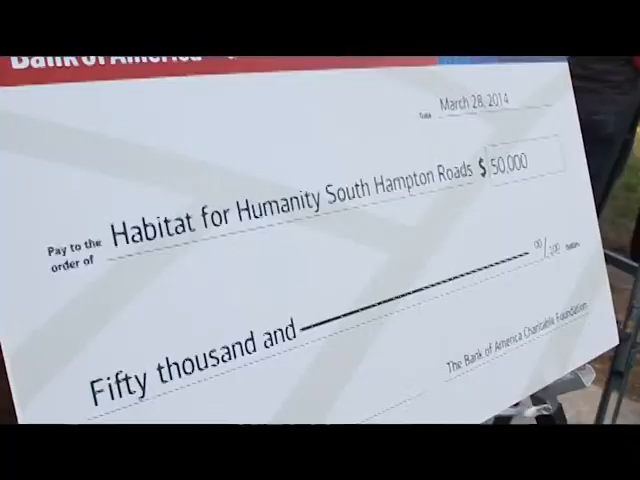 Bank of America
Date March 28, 2014
Pay to the order of Habitat for Humanity South Hampton Roads $ 50,000
Fifty thousand and 00/100 Dollars
The Bank of America Charitable Foundation